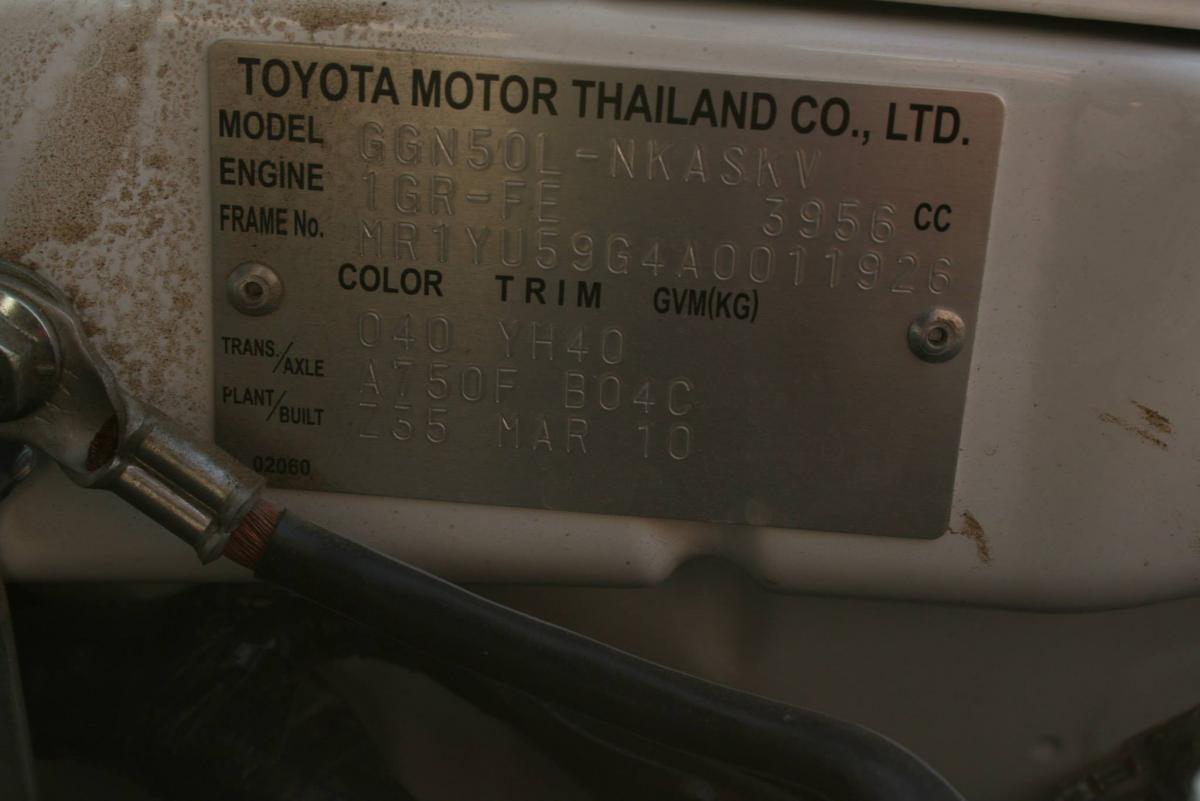 TOYOTA MOTOR THAILAND CO., LTD.
MODEL GGN50L-NKASKV
ENGINE 1GR-FE 3956 CC
FRAME No. MR1YU59G4A0011926
COLOR TRIM GVM(KG)
040 YH40
TRANS./AXLE A750F B04C
PLANT/BUILT Z35 MAR 10
02060